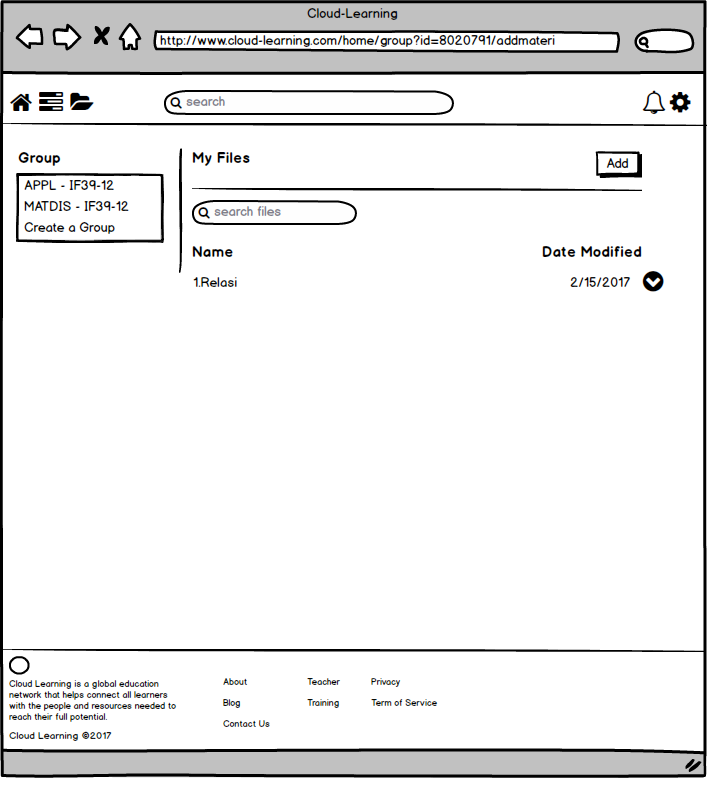 Cloud-Learning
http://www.cloud-learning.com/home/group?id=8020791/addmateri
search
Group
APPL - IF39-12
MATDIS - IF39-12
Create a Group
My Files
Add
search files
Name
Date Modified
1.Relasi
2/15/2017
Cloud Learning is a global education
network that helps connect all learners
with the people and resources needed to
reach their full potential.
Cloud Learning ©2017
About
Blog
Contact Us
Teacher
Training
Privacy
Term of Service